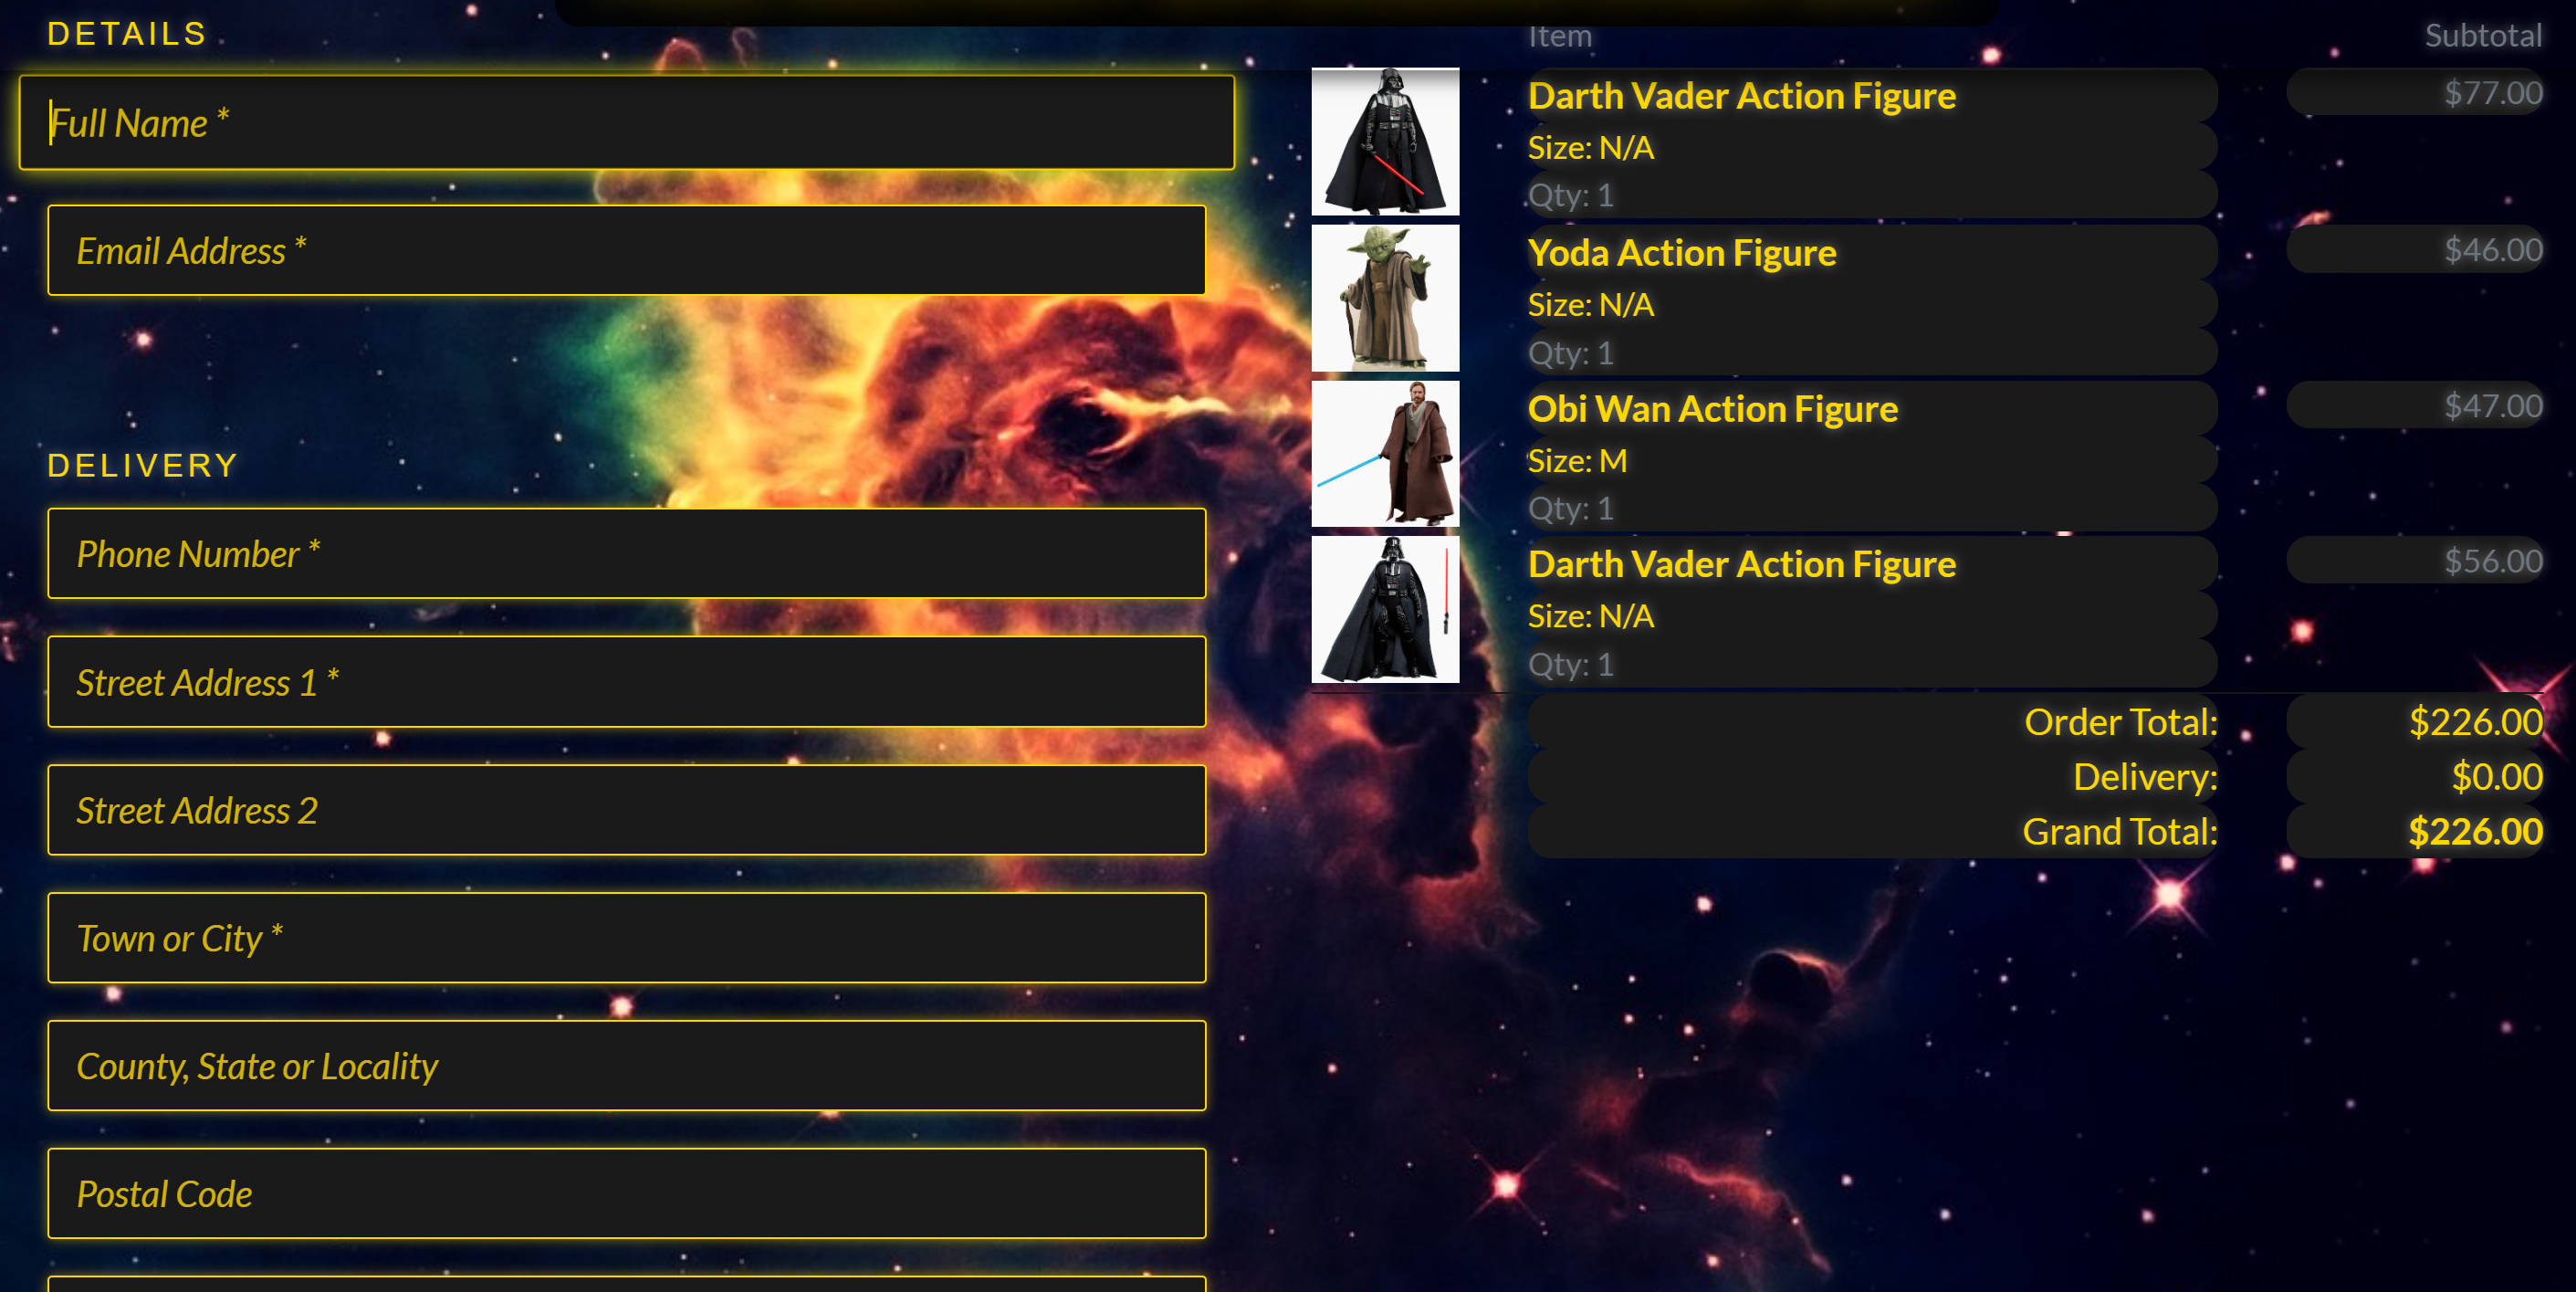 DETAILS
Full Name *
Email Address *
DELIVERY
Phone Number *
Street Address 1 *
Street Address 2
Town or City *
County, State or Locality
Postal Code
Item Subtotal
Darth Vader Action Figure $77.00
Size: N/A
Qty: 1
Yoda Action Figure $46.00
Size: N/A
Qty: 1
Obi Wan Action Figure $47.00
Size: M
Qty: 1
Darth Vader Action Figure $56.00
Size: N/A
Qty: 1
Order Total: $226.00
Delivery: $0.00
Grand Total: $226.00